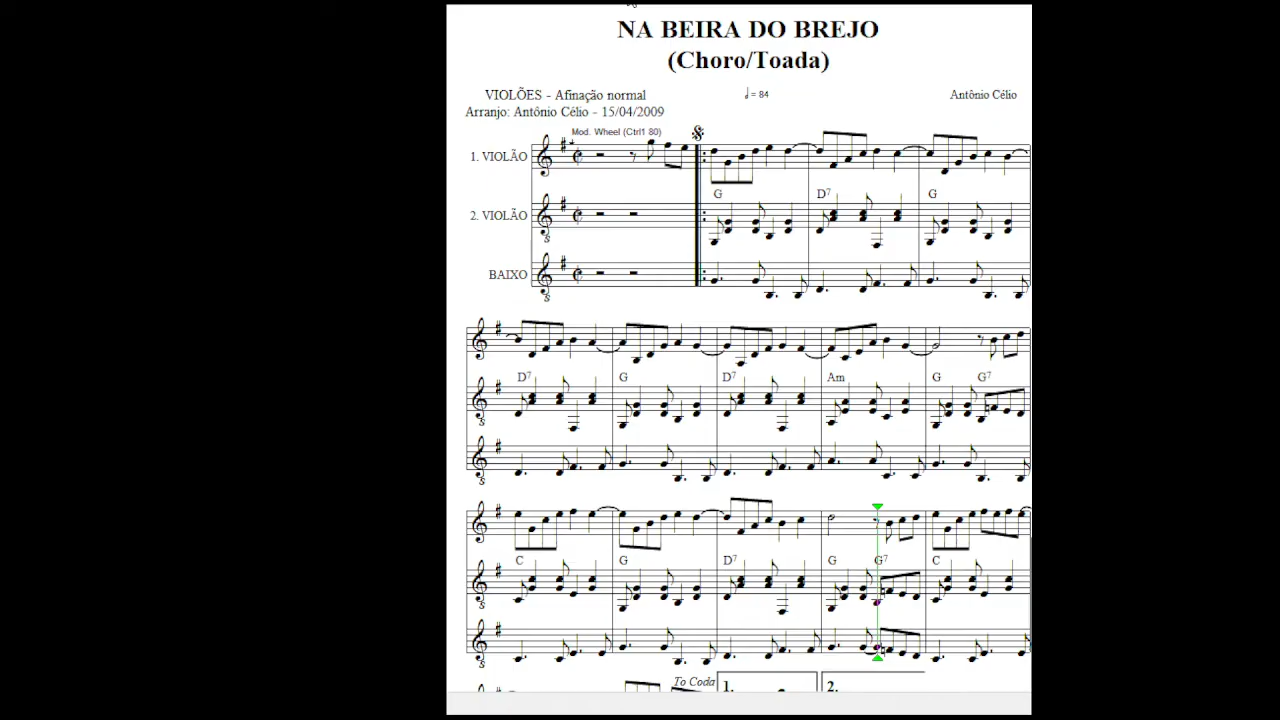 NA BEIRA DO BREJO
(Choro/Toada)
VIOLÕES - Afinação normal
= 84
Antônio Célio
Arranjo: Antônio Célio - 15/04/2009
Mod. Wheel (Ctrl1 80)
1. VIOLÃO
G D7 G
2. VIOLÃO
BAIXO
D7 G D7 Am G G7
C G D7 G G7 C
To Coda 1. 2.